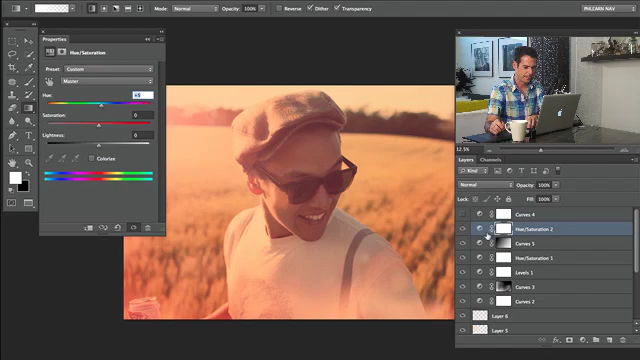 Mode: Normal Opacity: 100% Reverse Dither Transparency PHLEARN NAV
Properties
Hue/Saturation
Preset: Custom
Master
Hue: +5
Saturation: 0
Lightness: 0
Colorize
12.5%
Layers Channels
Kind
Normal Opacity: 100%
Lock: Fill: 100%
Curves 4
Hue/Saturation 2
Curves 5
Hue/Saturation 1
Levels 1
Curves 3
Curves 2
Layer 6
Layer 5